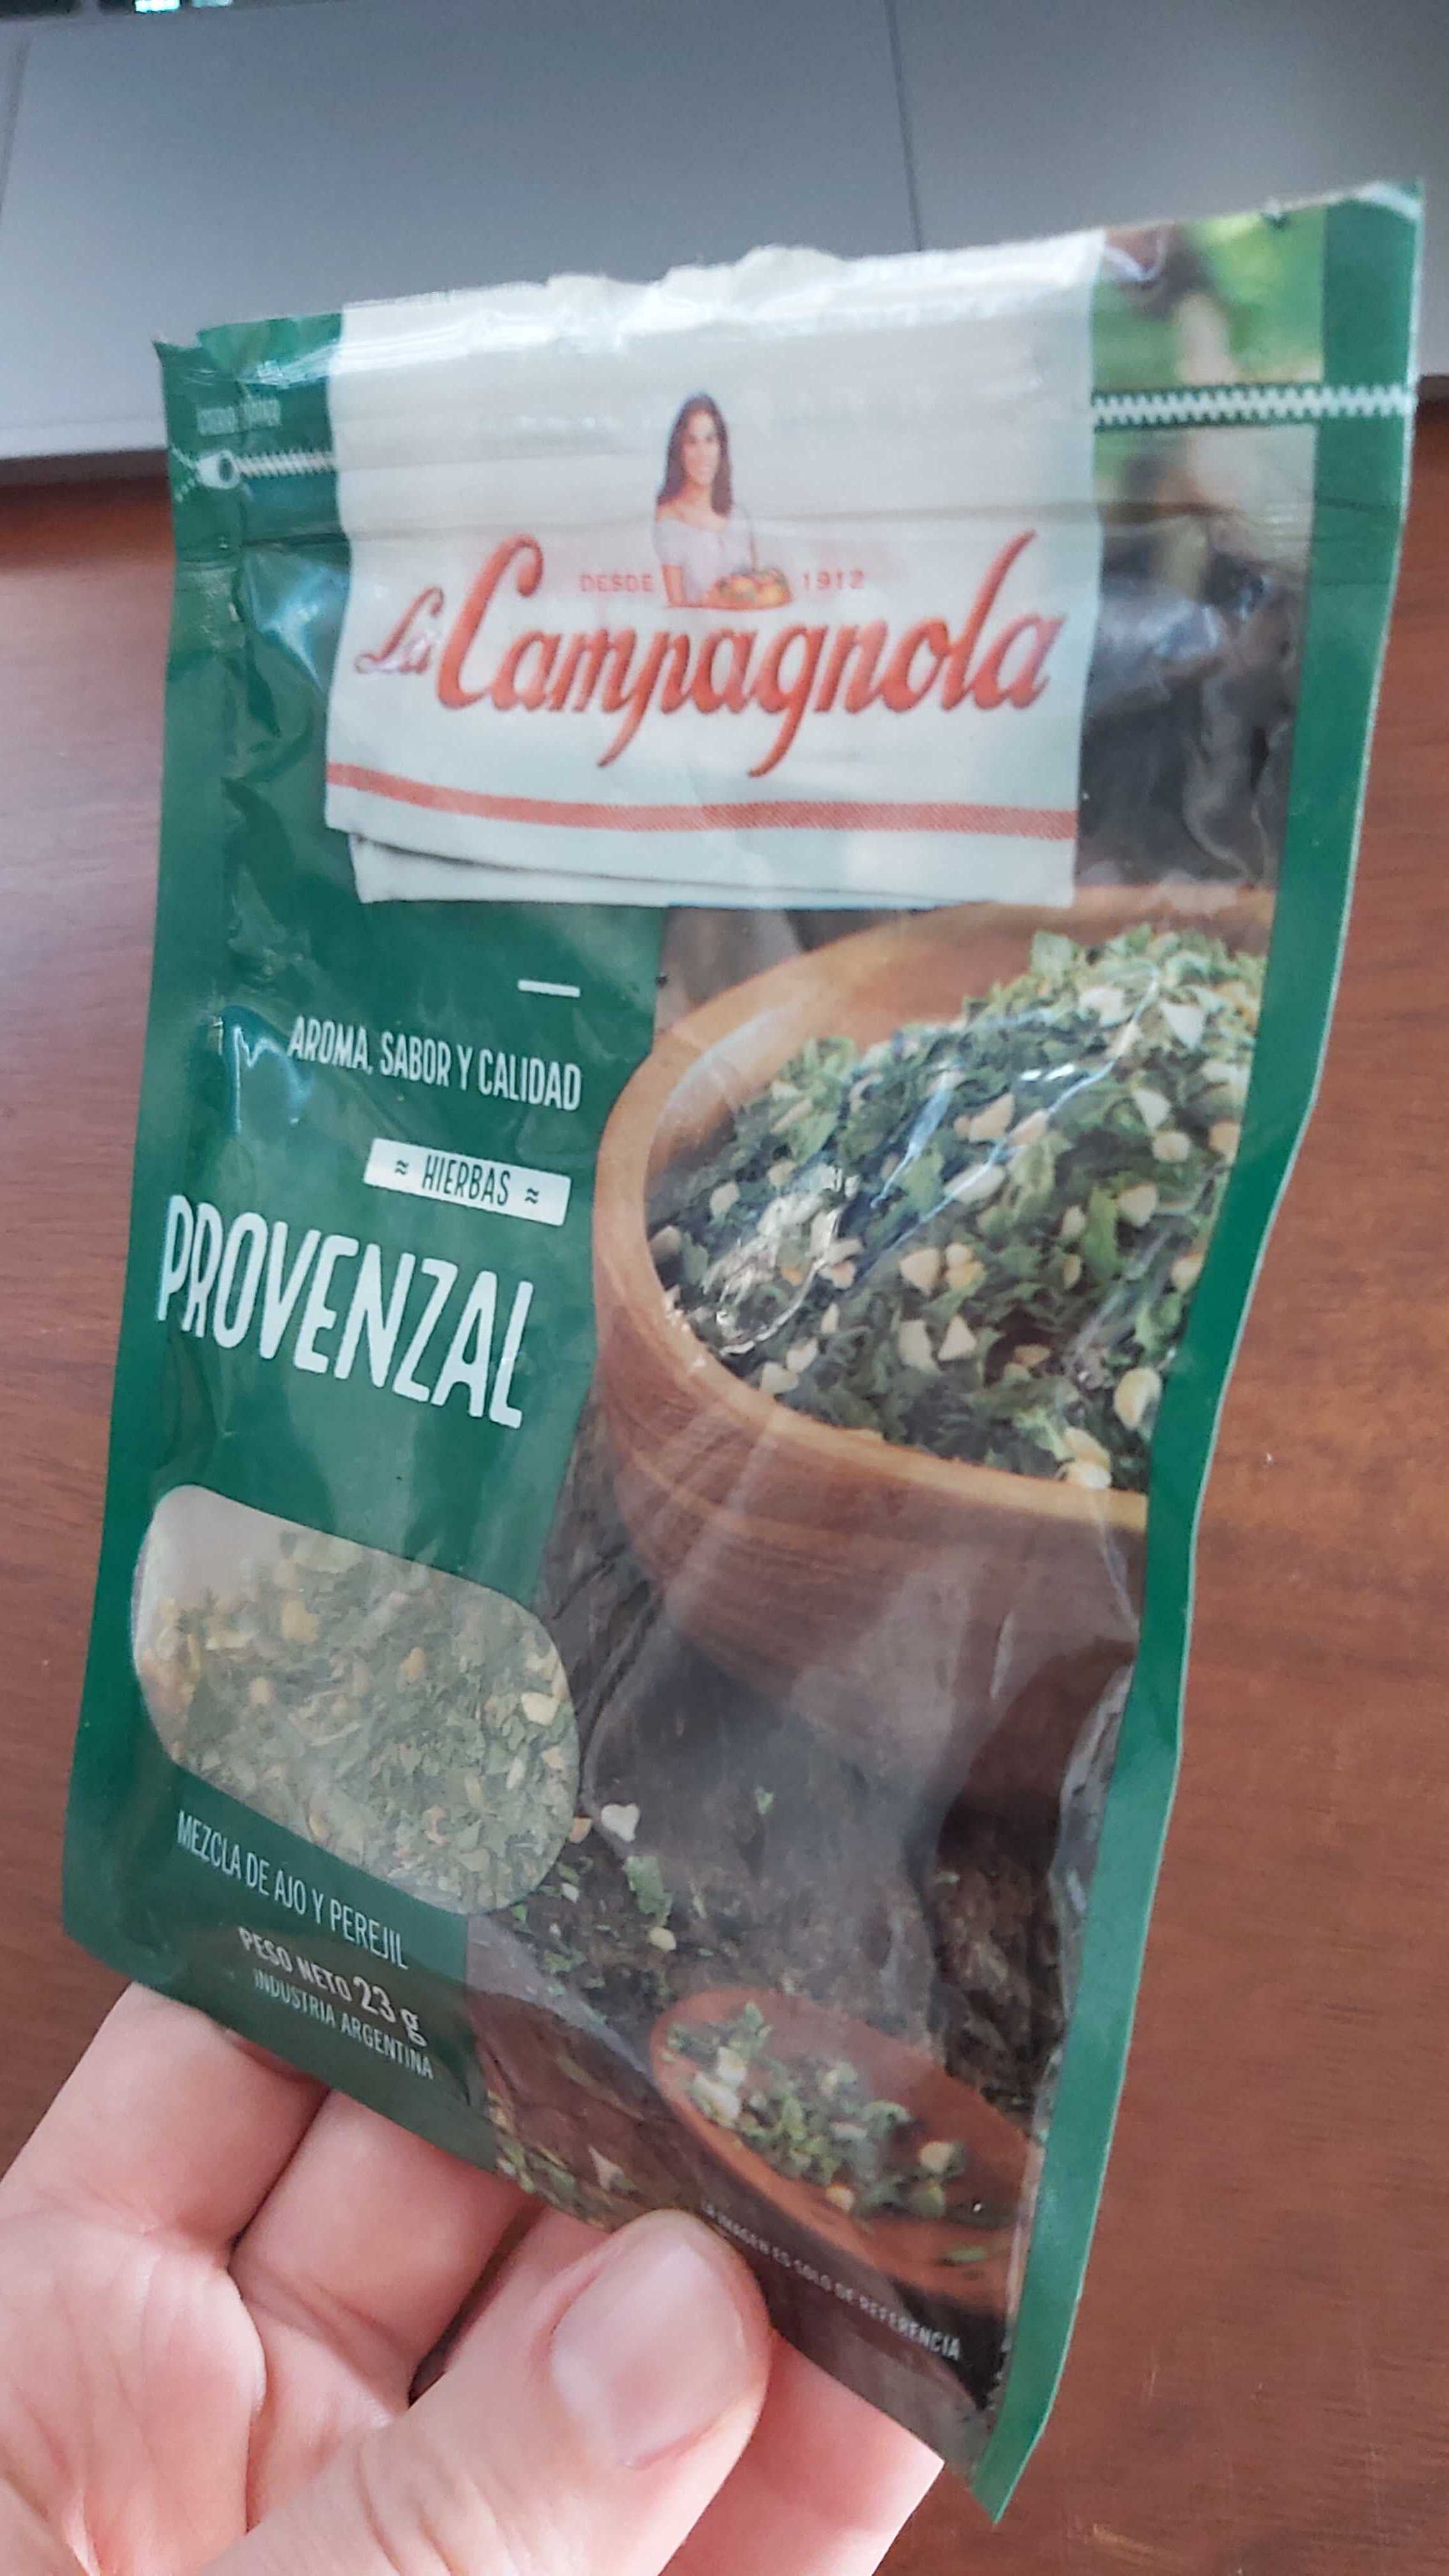 DESDE 1912
La Campagnola
AROMA, SABOR Y CALIDAD
≈ HIERBAS ≈
PROVENZAL
MEZCLA DE AJO Y PEREJIL
PESO NETO 23 g
INDUSTRIA ARGENTINA
LA IMAGEN ES SOLO DE REFERENCIA